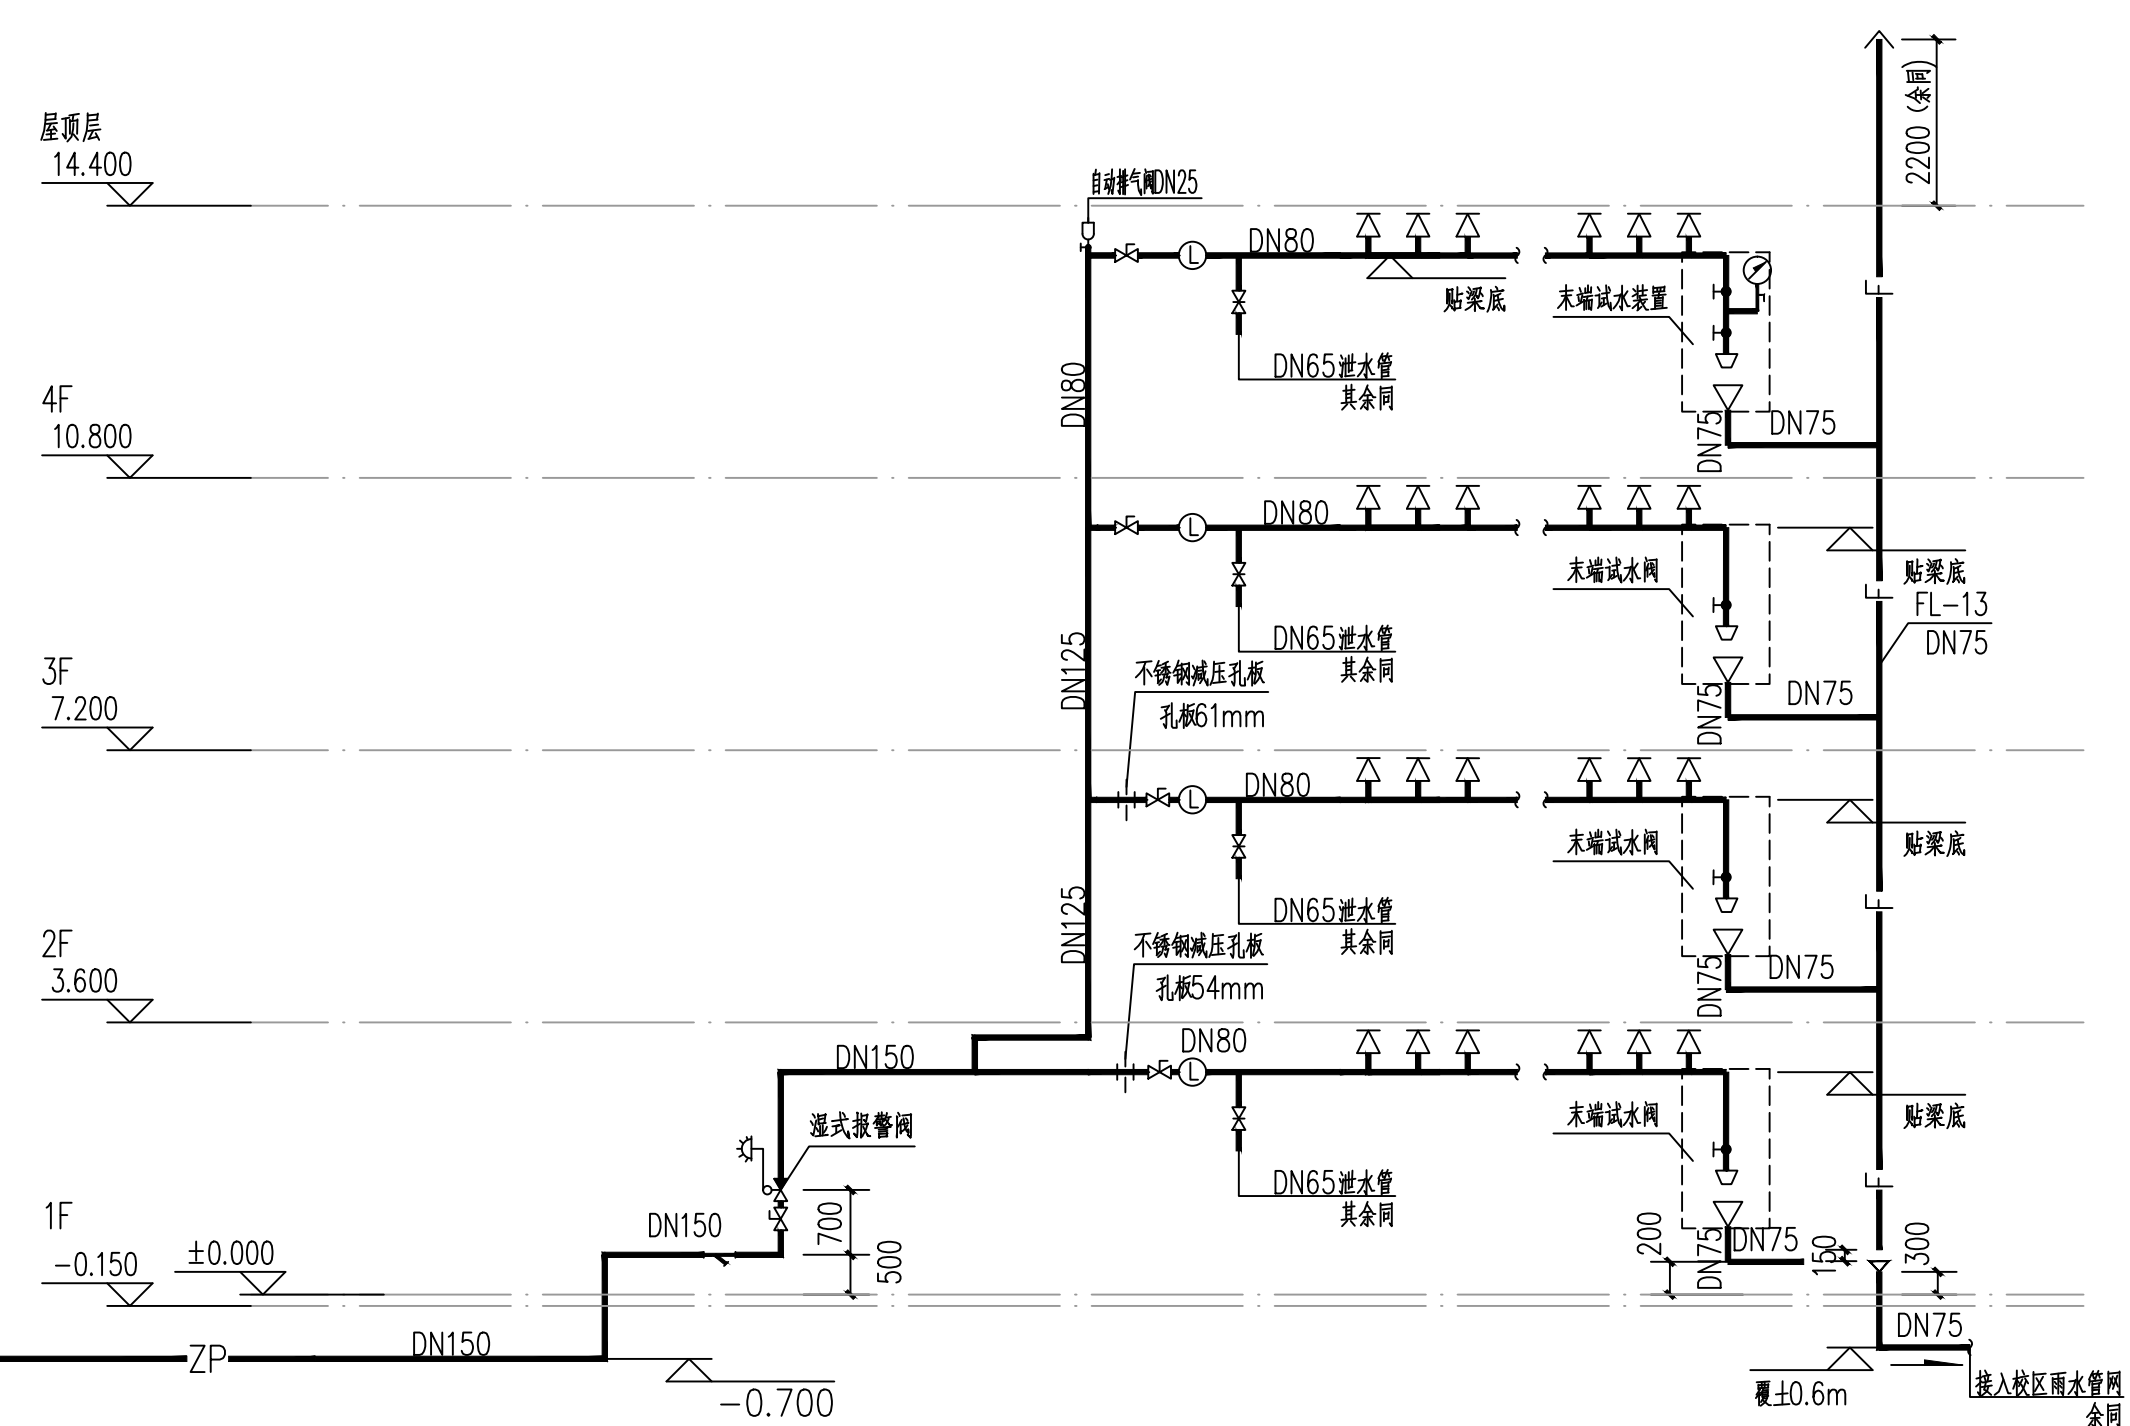 2200 (余同)
屋顶层
14.400
自动排气阀DN25
DN80
贴梁底
末端试水装置
DN65泄水管
其余同
DN80
4F
10.800
DN75
DN75
DN80
末端试水阀
贴梁底
FL-13
DN75
DN65泄水管
其余同
DN125
3F
7.200
不锈钢减压孔板
孔板61mm
DN75
DN75
DN80
末端试水阀
贴梁底
DN65泄水管
其余同
DN125
2F
3.600
不锈钢减压孔板
孔板54mm
DN75
DN75
DN150
DN80
湿式报警阀
末端试水阀
贴梁底
DN65泄水管
其余同
1F
-0.150
±0.000
DN150
700
500
200
DN75
DN75
150
300
ZP
DN150
-0.700
DN75
覆土0.6m
接入校区雨水管网
余同
L
L
L
L